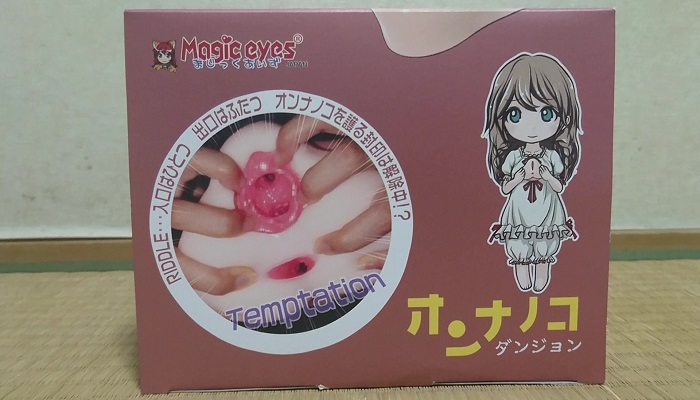 Magic eyes®
まじっくあいず JAPAN
RIDDLE…入口はひとつ 出口はふたつ オンナノコを護る封印は解除中!?
Temptation
オンナノコ
ダンジョン